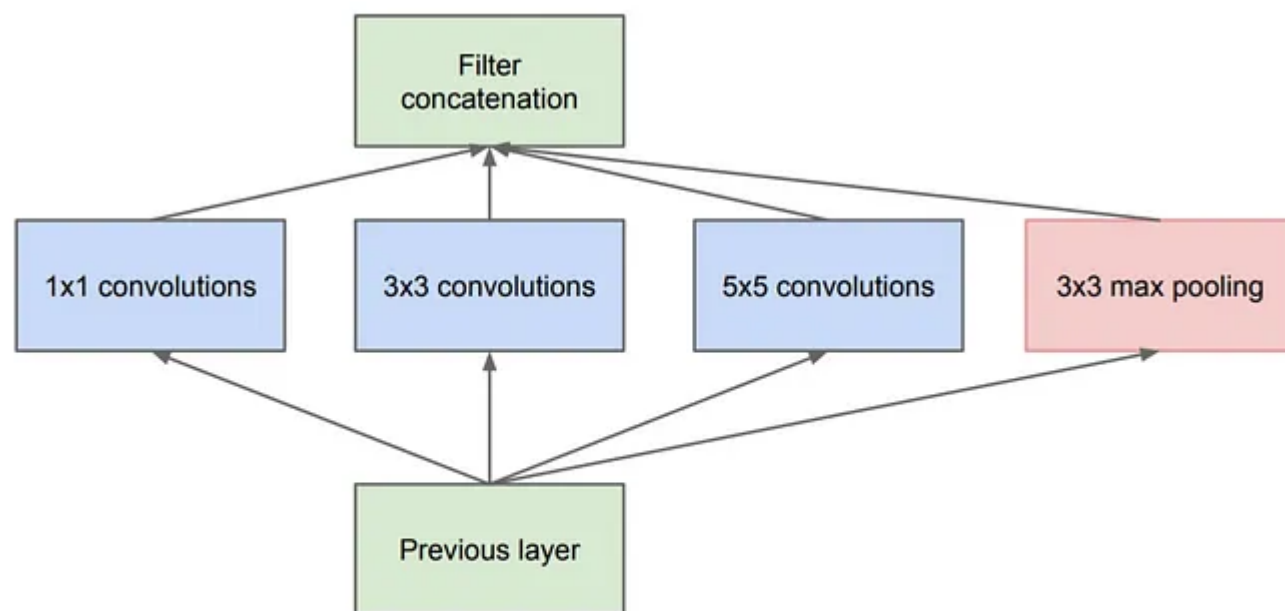 Filter
concatenation
1x1 convolutions
3x3 convolutions
5x5 convolutions
3x3 max pooling
Previous layer